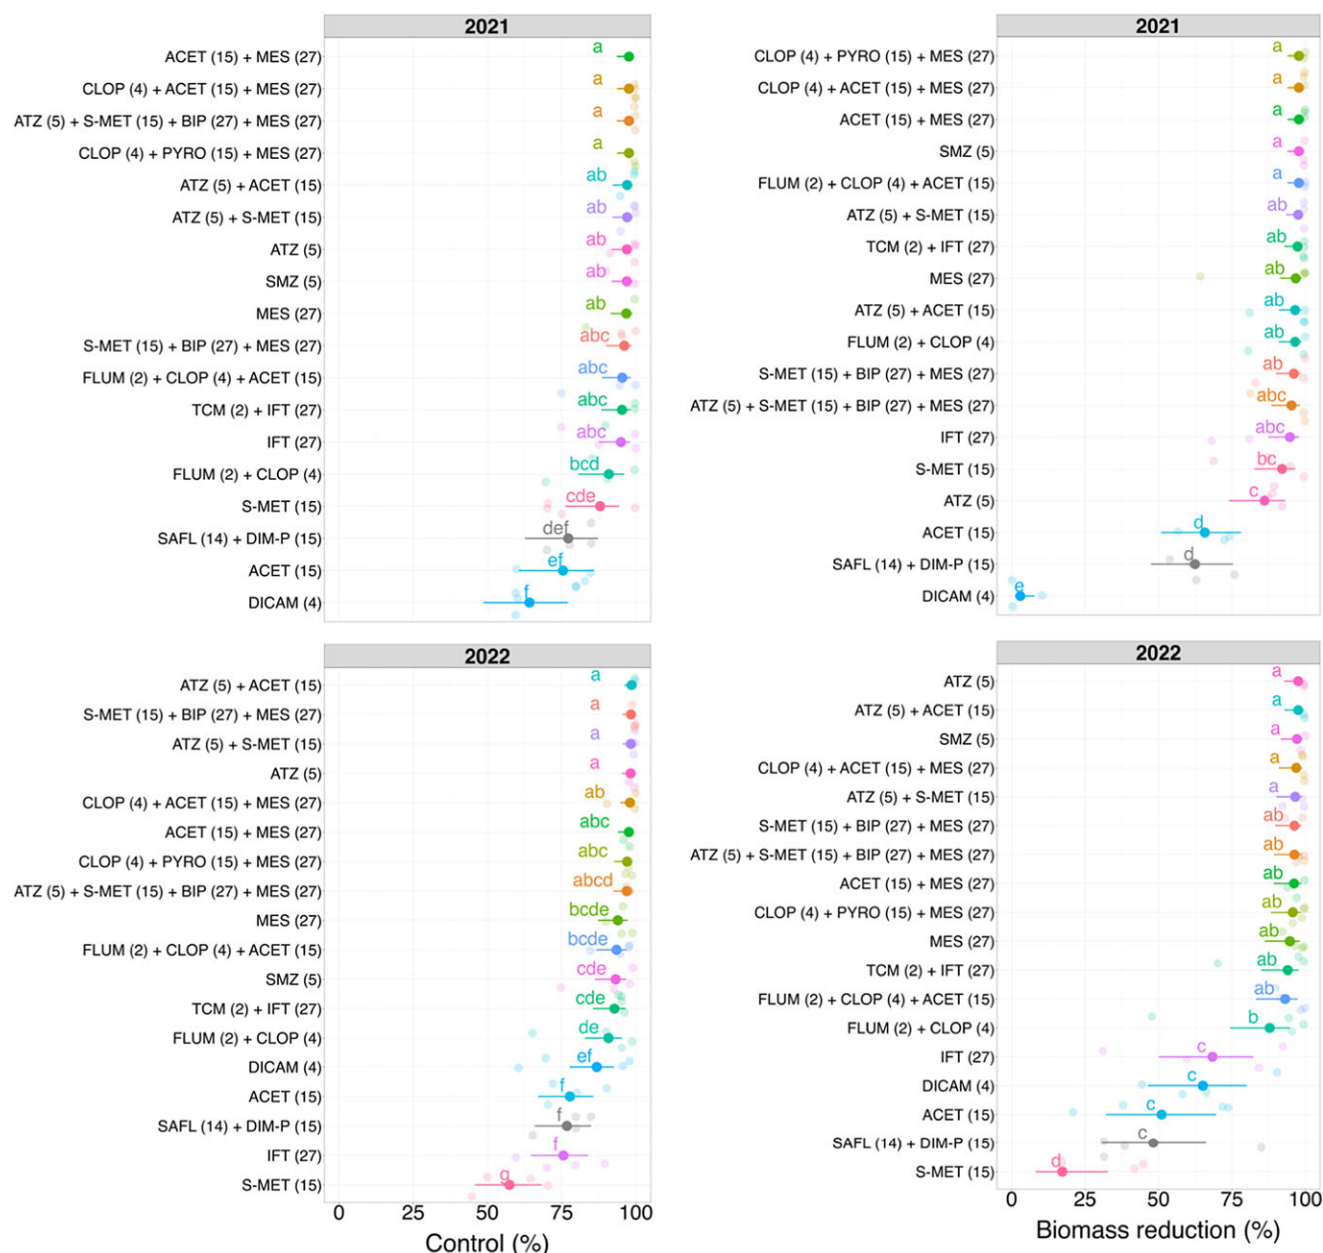 2021
ACET (15) + MES (27) a
CLOP (4) + ACET (15) + MES (27) a
ATZ (5) + S-MET (15) + BIP (27) + MES (27) a
CLOP (4) + PYRO (15) + MES (27) a
ATZ (5) + ACET (15) ab
ATZ (5) + S-MET (15) ab
ATZ (5) ab
SMZ (5) ab
MES (27) ab
S-MET (15) + BIP (27) + MES (27) abc
FLUM (2) + CLOP (4) + ACET (15) abc
TCM (2) + IFT (27) abc
IFT (27) abc
FLUM (2) + CLOP (4) bcd
S-MET (15) cde
SAFL (14) + DIM-P (15) def
ACET (15) ef
DICAM (4) f
2022
ATZ (5) + ACET (15) a
S-MET (15) + BIP (27) + MES (27) a
ATZ (5) + S-MET (15) a
ATZ (5) a
CLOP (4) + ACET (15) + MES (27) ab
ACET (15) + MES (27) abc
CLOP (4) + PYRO (15) + MES (27) abc
ATZ (5) + S-MET (15) + BIP (27) + MES (27) abcd
MES (27) bcde
FLUM (2) + CLOP (4) + ACET (15) bcde
SMZ (5) cde
TCM (2) + IFT (27) cde
FLUM (2) + CLOP (4) de
DICAM (4) ef
ACET (15) f
SAFL (14) + DIM-P (15) f
IFT (27) f
S-MET (15) g
0 25 50 75 100
Control (%)
2021
CLOP (4) + PYRO (15) + MES (27) a
CLOP (4) + ACET (15) + MES (27) a
ACET (15) + MES (27) a
SMZ (5) a
FLUM (2) + CLOP (4) + ACET (15) a
ATZ (5) + S-MET (15) ab
TCM (2) + IFT (27) ab
MES (27) ab
ATZ (5) + ACET (15) ab
FLUM (2) + CLOP (4) ab
S-MET (15) + BIP (27) + MES (27) ab
ATZ (5) + S-MET (15) + BIP (27) + MES (27) abc
IFT (27) abc
S-MET (15) bc
ATZ (5) c
ACET (15) d
SAFL (14) + DIM-P (15) d
DICAM (4) e
2022
ATZ (5) a
ATZ (5) + ACET (15) a
SMZ (5) a
CLOP (4) + ACET (15) + MES (27) a
ATZ (5) + S-MET (15) a
S-MET (15) + BIP (27) + MES (27) ab
ATZ (5) + S-MET (15) + BIP (27) + MES (27) ab
ACET (15) + MES (27) ab
CLOP (4) + PYRO (15) + MES (27) ab
MES (27) ab
TCM (2) + IFT (27) ab
FLUM (2) + CLOP (4) + ACET (15) ab
FLUM (2) + CLOP (4) b
IFT (27) c
DICAM (4) c
ACET (15) c
SAFL (14) + DIM-P (15) c
S-MET (15) d
0 25 50 75 100
Biomass reduction (%)